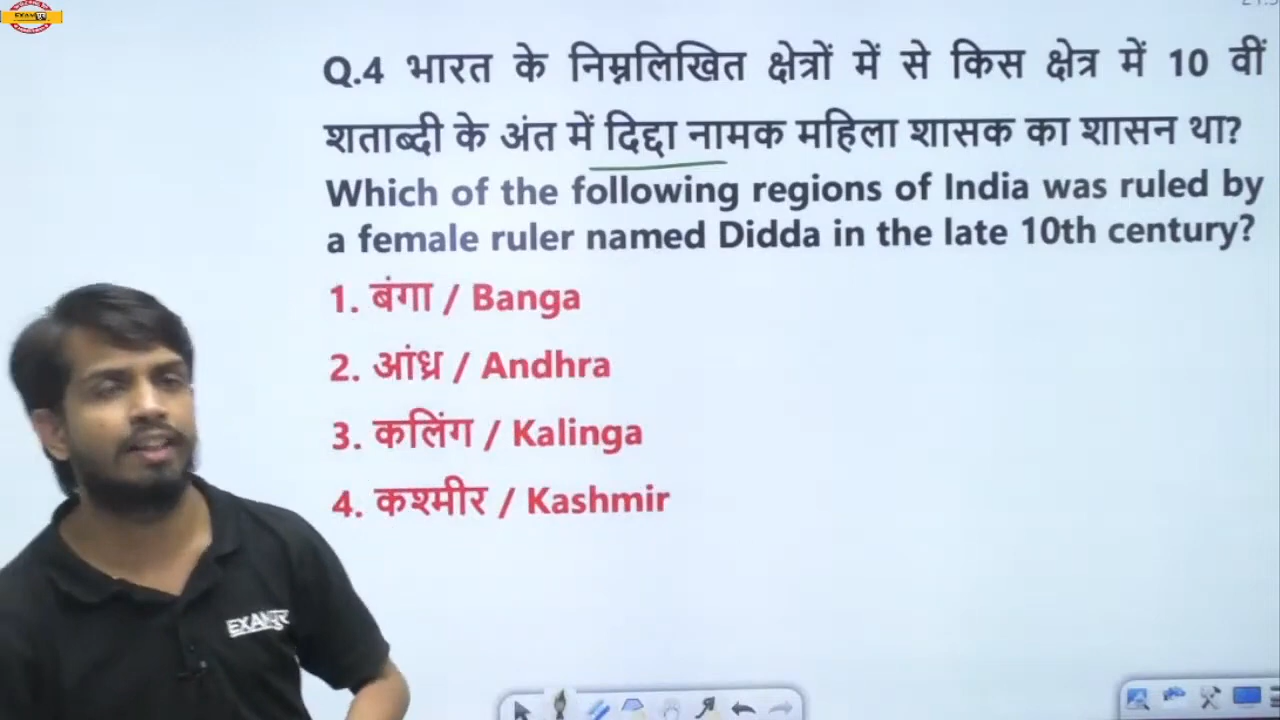 Q.4 भारत के निम्नलिखित क्षेत्रों में से किस क्षेत्र में 10 वीं
शताब्दी के अंत में दिद्दा नामक महिला शासक का शासन था?
Which of the following regions of India was ruled by
a female ruler named Didda in the late 10th century?
1. बंगा / Banga
2. आंध्र / Andhra
3. कलिंग / Kalinga
4. कश्मीर / Kashmir